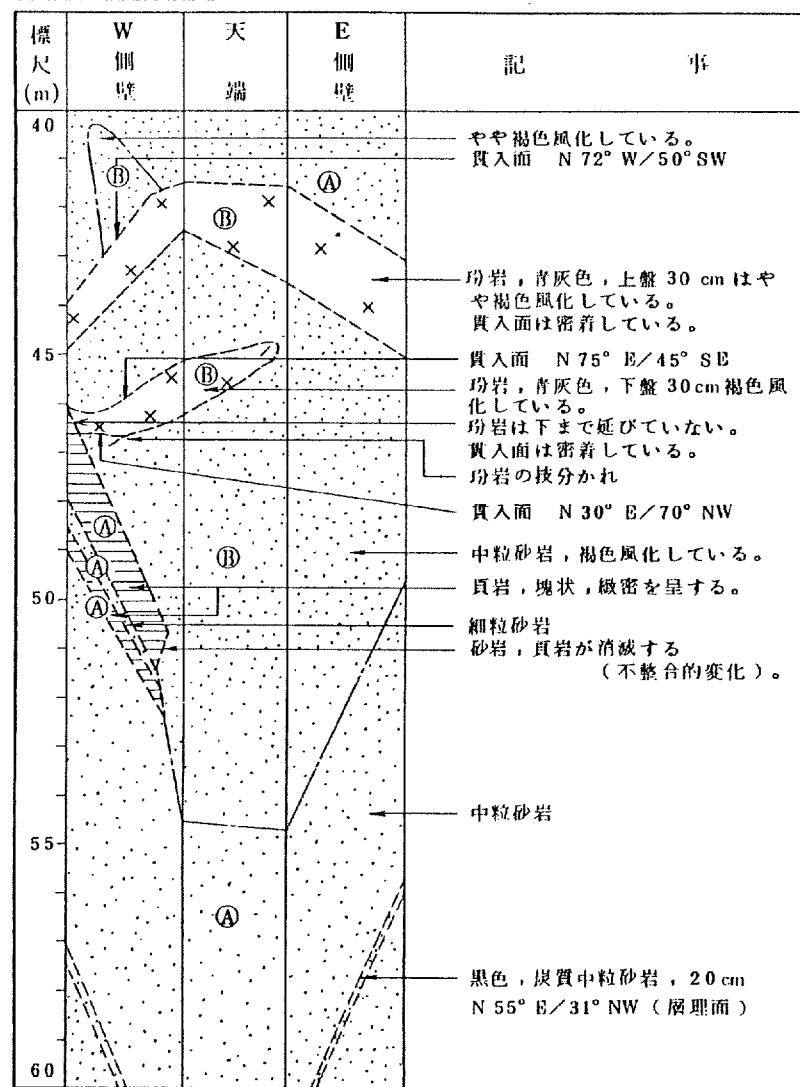 標尺(m)
W側壁
天端
E側壁
記事
40
45
50
55
60
Ⓑ
Ⓑ
Ⓐ
Ⓑ
Ⓐ
Ⓐ
Ⓐ
Ⓑ
Ⓐ
やや褐色風化している。
貫入面 N 72° W/50° SW
玢岩，青灰色，上盤 30 cm はや
や褐色風化している。
貫入面は密着している。
貫入面 N 75° E/45° SE
玢岩，青灰色，下盤 30cm 褐色風
化している。
玢岩は下まで延びていない。
貫入面は密着している。
玢岩の技分かれ
貫入面 N 30° E/70° NW
中粒砂岩，褐色風化している。
頁岩，塊状，緻密を呈する。
細粒砂岩
砂岩，頁岩が消滅する
（不整合的変化）。
中粒砂岩
黒色，炭質中粒砂岩，20 cm
N 55° E/31° NW（層理面）